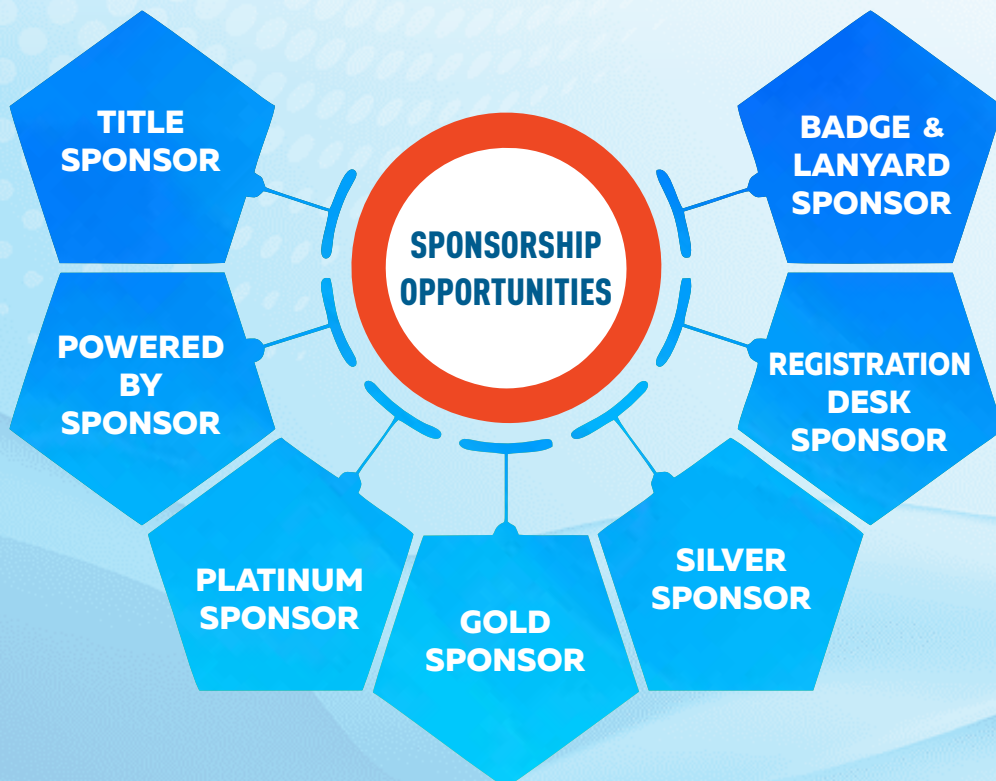 SPONSORSHIP
OPPORTUNITIES
TITLE
SPONSOR
POWERED
BY
SPONSOR
PLATINUM
SPONSOR
GOLD
SPONSOR
SILVER
SPONSOR
REGISTRATION
DESK
SPONSOR
BADGE &
LANYARD
SPONSOR